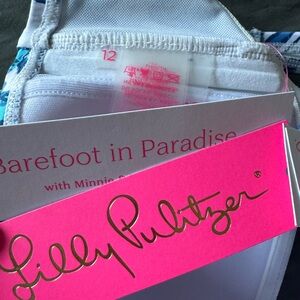 12
Barefoot in Paradise
with Minnie
Lilly Pulitzer®